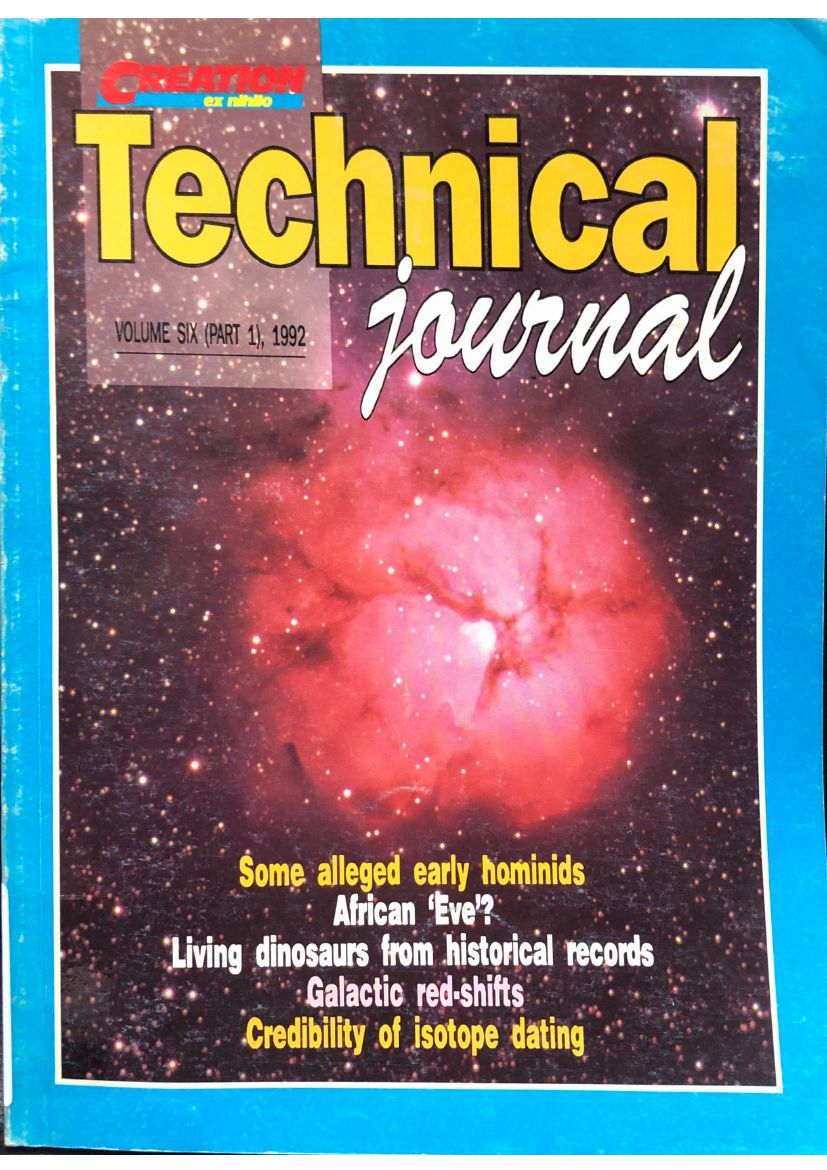 CREATION
ex nihilo
Technical
journal
VOLUME SIX (PART 1), 1992
Some alleged early hominids
African ‘Eve’?
Living dinosaurs from historical records
Galactic red-shifts
Credibility of isotope dating